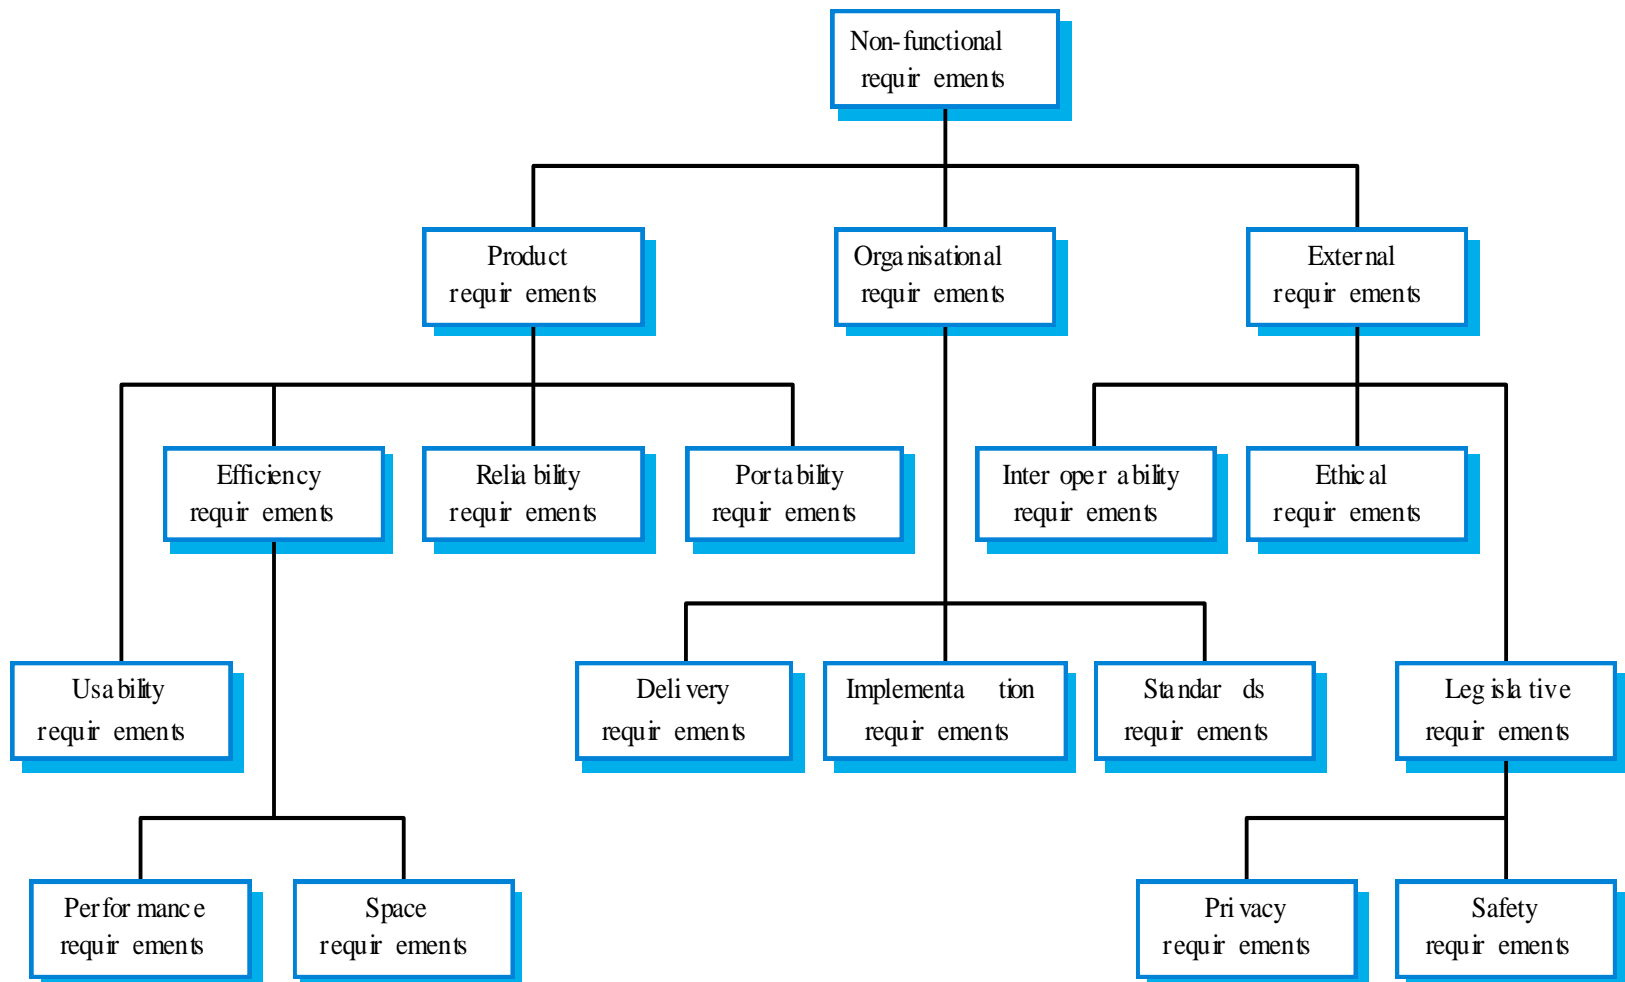 Non-functional
requirements
Product
requirements
Organisational
requirements
External
requirements
Efficiency
requirements
Reliability
requirements
Portability
requirements
Interoperability
requirements
Ethical
requirements
Usability
requirements
Delivery
requirements
Implementation
requirements
Standards
requirements
Legislative
requirements
Performance
requirements
Space
requirements
Privacy
requirements
Safety
requirements